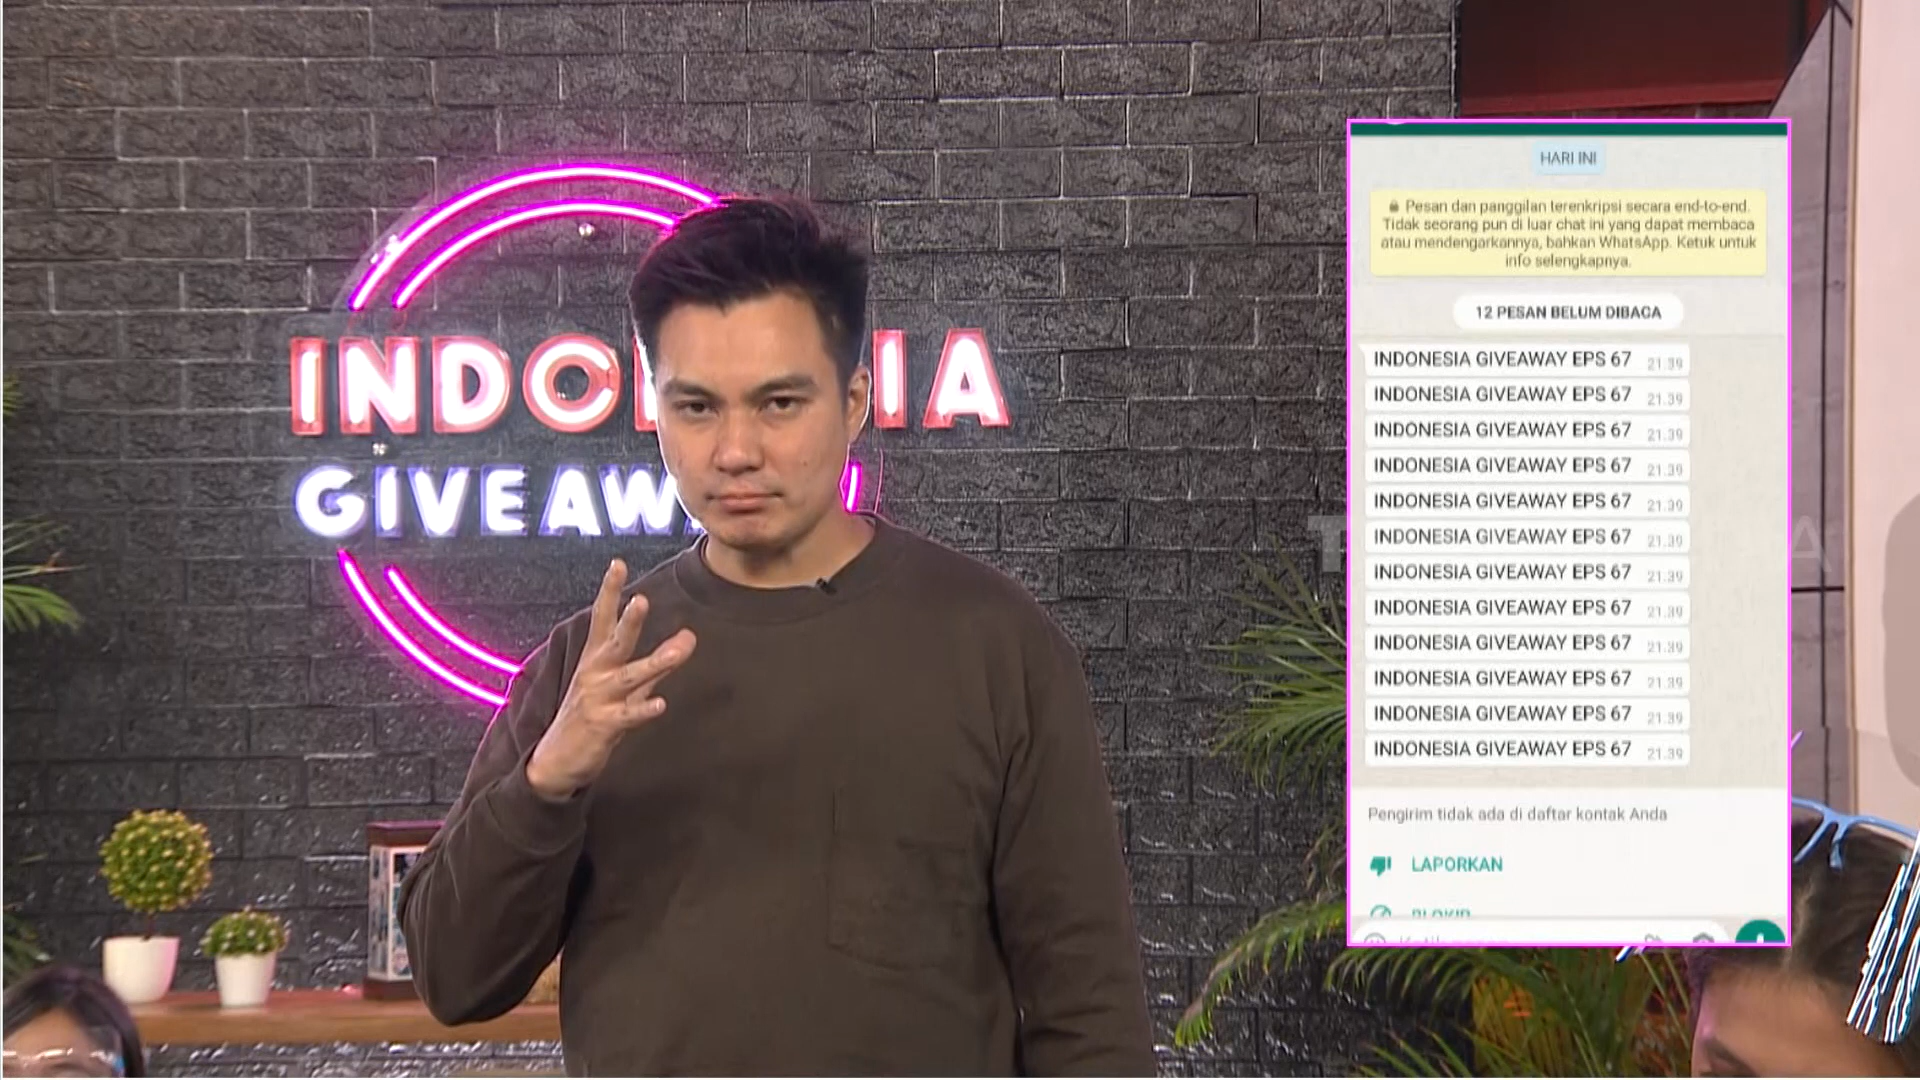 INDO IA
GIVEAW
HARI INI
Pesan dan panggilan terenkripsi secara end-to-end.
Tidak seorang pun di luar chat ini yang dapat membaca
atau mendengarkannya, bahkan WhatsApp. Ketuk untuk
info selengkapnya.
12 PESAN BELUM DIBACA
INDONESIA GIVEAWAY EPS 67 21.39
INDONESIA GIVEAWAY EPS 67 21.39
INDONESIA GIVEAWAY EPS 67 21.39
INDONESIA GIVEAWAY EPS 67 21.39
INDONESIA GIVEAWAY EPS 67 21.39
INDONESIA GIVEAWAY EPS 67 21.39
INDONESIA GIVEAWAY EPS 67 21.39
INDONESIA GIVEAWAY EPS 67 21.39
INDONESIA GIVEAWAY EPS 67 21.39
INDONESIA GIVEAWAY EPS 67 21.39
INDONESIA GIVEAWAY EPS 67 21.39
INDONESIA GIVEAWAY EPS 67 21.39
Pengirim tidak ada di daftar kontak Anda
LAPORKAN